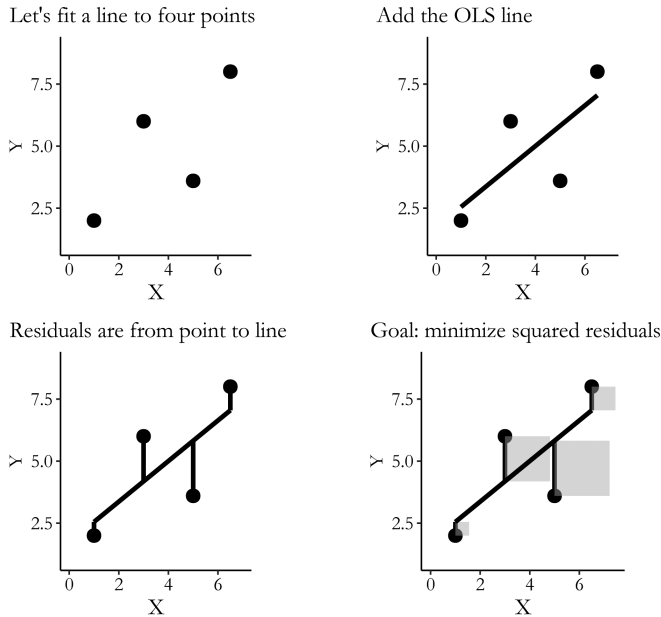 Let's fit a line to four points
7.5
5.0
2.5
Y
0 2 4 6
X
Add the OLS line
7.5
5.0
2.5
Y
0 2 4 6
X
Residuals are from point to line
7.5
5.0
2.5
Y
0 2 4 6
X
Goal: minimize squared residuals
7.5
5.0
2.5
Y
0 2 4 6
X